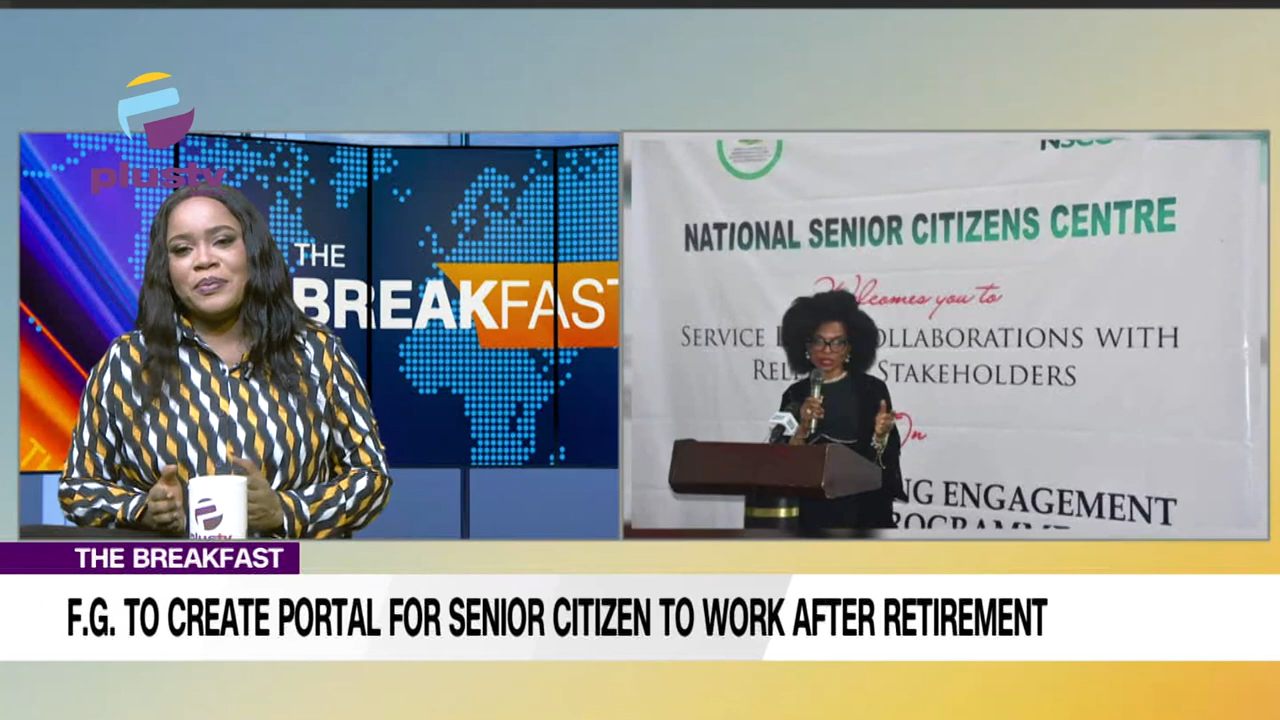 plustv
THE
BREAKFAST
plustv
NATIONAL SENIOR CITIZENS CENTRE
Welcomes you to
SERVICE COLLABORATIONS WITH
STAKEHOLDERS
On
ENGAGEMENT
THE BREAKFAST
F.G. TO CREATE PORTAL FOR SENIOR CITIZEN TO WORK AFTER RETIREMENT